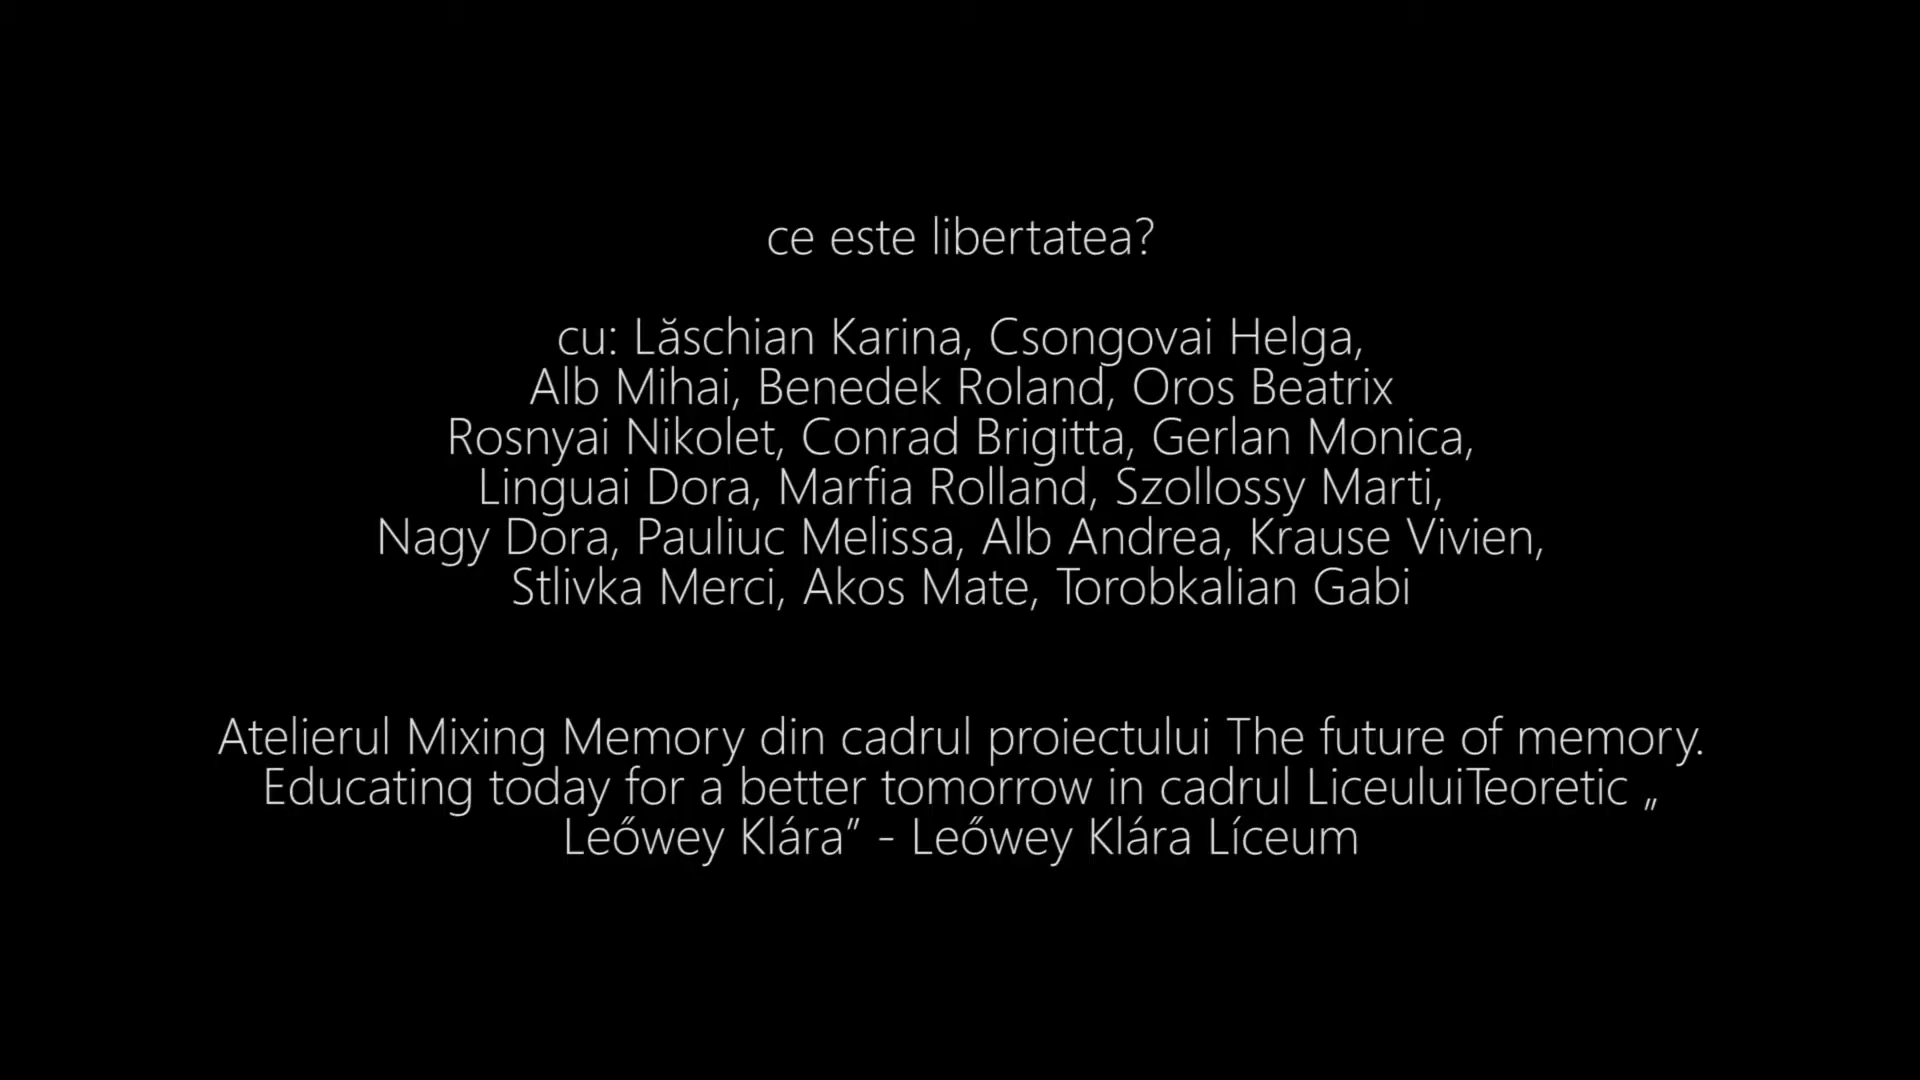 ce este libertatea?
cu: Lăschian Karina, Csongovai Helga,
Alb Mihai, Benedek Roland, Oros Beatrix
Rosnyai Nikolet, Conrad Brigitta, Gerlan Monica,
Linguai Dora, Marfia Rolland, Szollossy Marti,
Nagy Dora, Pauliuc Melissa, Alb Andrea, Krause Vivien,
Stlivka Merci, Akos Mate, Torobkalian Gabi
Atelierul Mixing Memory din cadrul proiectului The future of memory.
Educating today for a better tomorrow in cadrul LiceuluiTeoretic „
Leőwey Klára” - Leőwey Klára Líceum